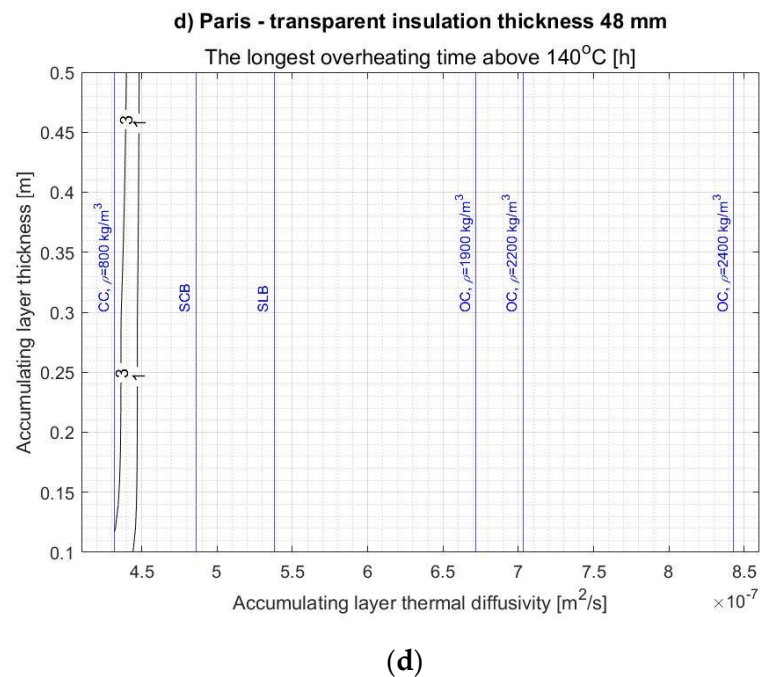 d) Paris - transparent insulation thickness 48 mm
The longest overheating time above 140°C [h]
Accumulating layer thickness [m]
0.5
0.45
0.4
0.35
0.3
0.25
0.2
0.15
0.1
3
1
3
1
CC, ρ=800 kg/m³
SCB
SLB
OC, ρ=1900 kg/m³
OC, ρ=2200 kg/m³
OC, ρ=2400 kg/m³
4.5 5 5.5 6 6.5 7 7.5 8 8.5
Accumulating layer thermal diffusivity [m²/s]
×10⁻⁷
(d)